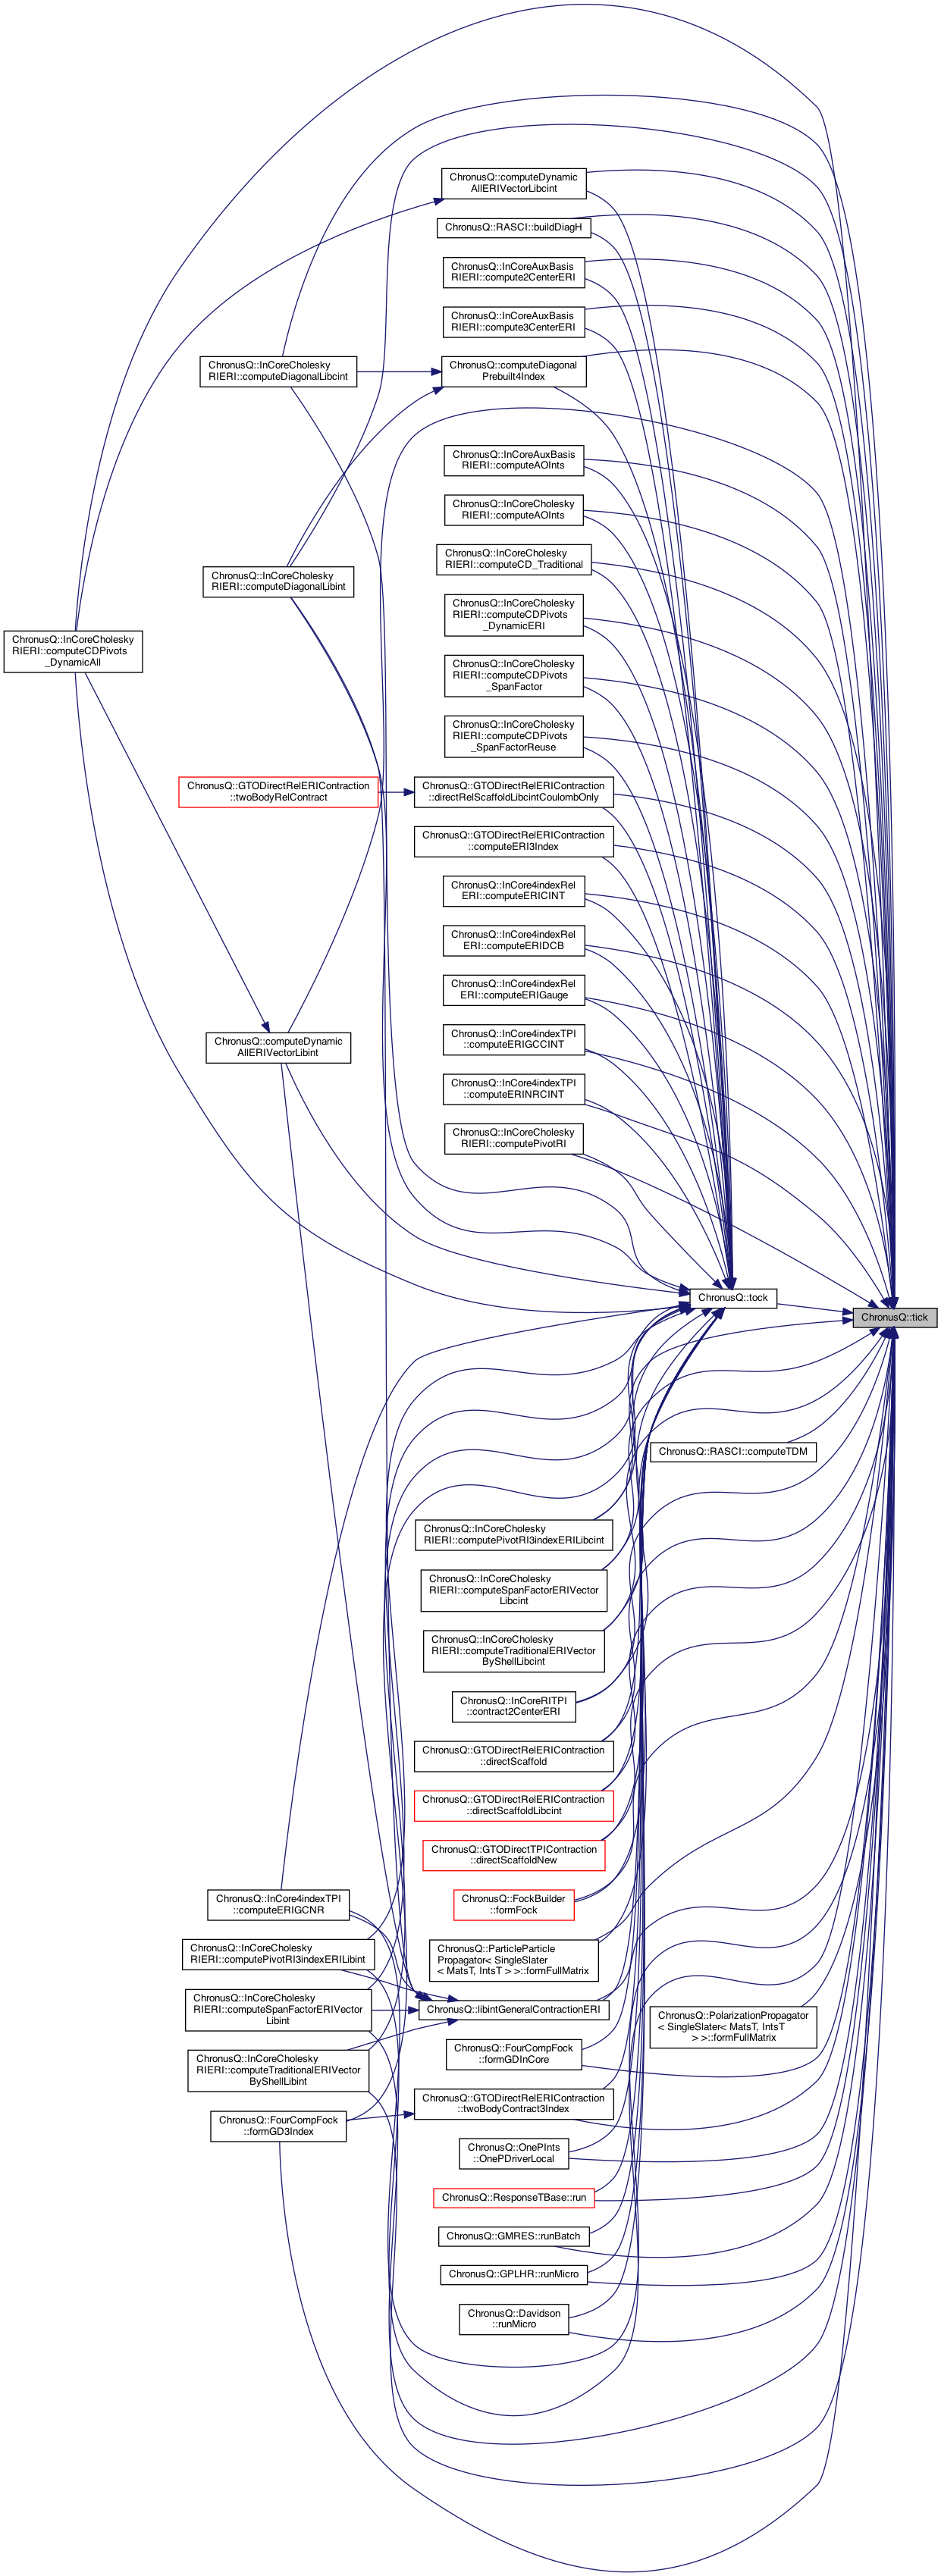 ChronusQ::computeDynamic
AllERIVectorLibcint
ChronusQ::RASCI::buildDiagH
ChronusQ::InCoreAuxBasis
RIERI::compute2CenterERI
ChronusQ::InCoreAuxBasis
RIERI::compute3CenterERI
ChronusQ::InCoreCholesky
RIERI::computeDiagonalLibcint
ChronusQ::computeDiagonal
Prebuilt4Index
ChronusQ::InCoreAuxBasis
RIERI::computeAOInts
ChronusQ::InCoreCholesky
RIERI::computeAOInts
ChronusQ::InCoreCholesky
RIERI::computeCD_Traditional
ChronusQ::InCoreCholesky
RIERI::computeDiagonalLibint
ChronusQ::InCoreCholesky
RIERI::computeCDPivots
_DynamicERI
ChronusQ::InCoreCholesky
RIERI::computeCDPivots
_DynamicAll
ChronusQ::InCoreCholesky
RIERI::computeCDPivots
_SpanFactor
ChronusQ::InCoreCholesky
RIERI::computeCDPivots
_SpanFactorReuse
ChronusQ::GTODirectRelERIContraction
::twoBodyRelContract
ChronusQ::GTODirectRelERIContraction
::directRelScaffoldLibcintCoulombOnly
ChronusQ::GTODirectRelERIContraction
::computeERI3Index
ChronusQ::InCore4indexRel
ERI::computeERICINT
ChronusQ::InCore4indexRel
ERI::computeERIDCB
ChronusQ::InCore4indexRel
ERI::computeERIGauge
ChronusQ::computeDynamic
AllERIVectorLibint
ChronusQ::InCore4indexTPI
::computeERIGCCINT
ChronusQ::InCore4indexTPI
::computeERINRCINT
ChronusQ::InCoreCholesky
RIERI::computePivotRI
ChronusQ::tock
ChronusQ::tick
ChronusQ::RASCI::computeTDM
ChronusQ::InCoreCholesky
RIERI::computePivotRI3indexERILibcint
ChronusQ::InCoreCholesky
RIERI::computeSpanFactorERIVector
Libcint
ChronusQ::InCoreCholesky
RIERI::computeTraditionalERIVector
ByShellLibcint
ChronusQ::InCoreRITPI
::contract2CenterERI
ChronusQ::GTODirectRelERIContraction
::directScaffold
ChronusQ::GTODirectRelERIContraction
::directScaffoldLibcint
ChronusQ::GTODirectTPIContraction
::directScaffoldNew
ChronusQ::FockBuilder
::formFock
ChronusQ::InCore4indexTPI
::computeERIGCNR
ChronusQ::InCoreCholesky
RIERI::computePivotRI3indexERILibint
ChronusQ::ParticleParticle
Propagator< SingleSlater
< MatsT, IntsT > >::formFullMatrix
ChronusQ::InCoreCholesky
RIERI::computeSpanFactorERIVector
Libint
ChronusQ::libintGeneralContractionERI
ChronusQ::PolarizationPropagator
< SingleSlater< MatsT, IntsT
> >::formFullMatrix
ChronusQ::FourCompFock
::formGDInCore
ChronusQ::InCoreCholesky
RIERI::computeTraditionalERIVector
ByShellLibint
ChronusQ::GTODirectRelERIContraction
::twoBodyContract3Index
ChronusQ::FourCompFock
::formGD3Index
ChronusQ::OnePInts
::OnePDriverLocal
ChronusQ::ResponseTBase::run
ChronusQ::GMRES::runBatch
ChronusQ::GPLHR::runMicro
ChronusQ::Davidson
::runMicro